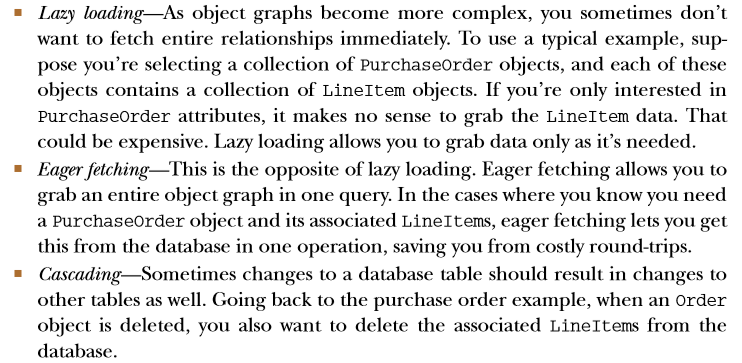 ▪ Lazy loading—As object graphs become more complex, you sometimes don't
want to fetch entire relationships immediately. To use a typical example, sup-
pose you're selecting a collection of PurchaseOrder objects, and each of these
objects contains a collection of LineItem objects. If you're only interested in
PurchaseOrder attributes, it makes no sense to grab the LineItem data. That
could be expensive. Lazy loading allows you to grab data only as it's needed.
▪ Eager fetching—This is the opposite of lazy loading. Eager fetching allows you to
grab an entire object graph in one query. In the cases where you know you need
a PurchaseOrder object and its associated LineItems, eager fetching lets you get
this from the database in one operation, saving you from costly round-trips.
▪ Cascading—Sometimes changes to a database table should result in changes to
other tables as well. Going back to the purchase order example, when an Order
object is deleted, you also want to delete the associated LineItems from the
database.